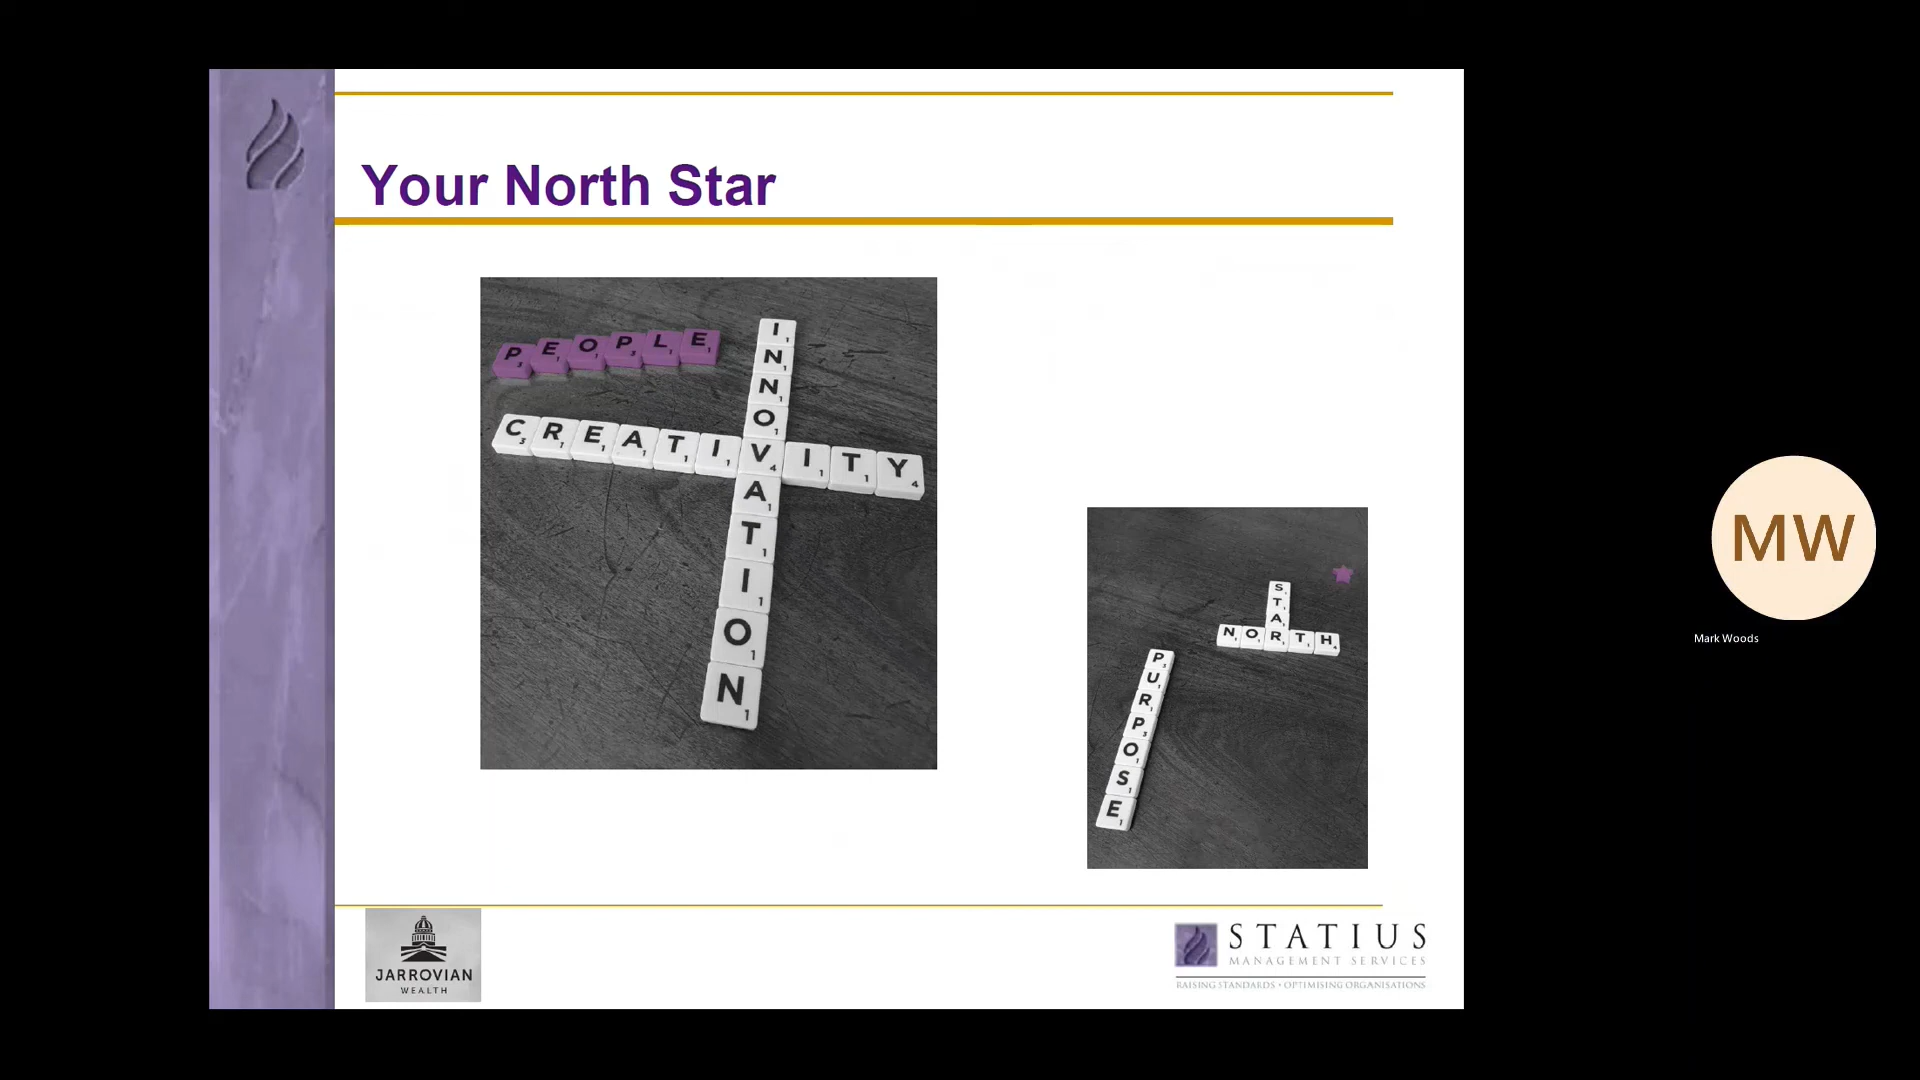 Your North Star
PEOPLE
INNOVATION
CREATIVITY
STAR
NORTH
PURPOSE
MW
Mark Woods
JARROVIAN
WEALTH
STATIUS
MANAGEMENT SERVICES
RAISING STANDARDS • OPTIMISING ORGANISATIONS